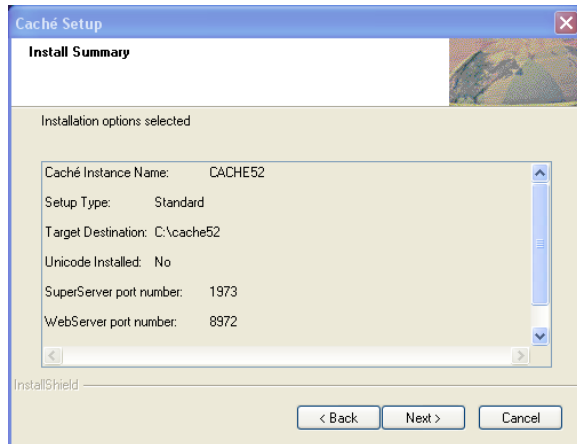 Caché Setup
Install Summary
Installation options selected
Caché Instance Name: CACHE52
Setup Type: Standard
Target Destination: C:\cache52
Unicode Installed: No
SuperServer port number: 1973
WebServer port number: 8972
InstallShield
< Back Next > Cancel